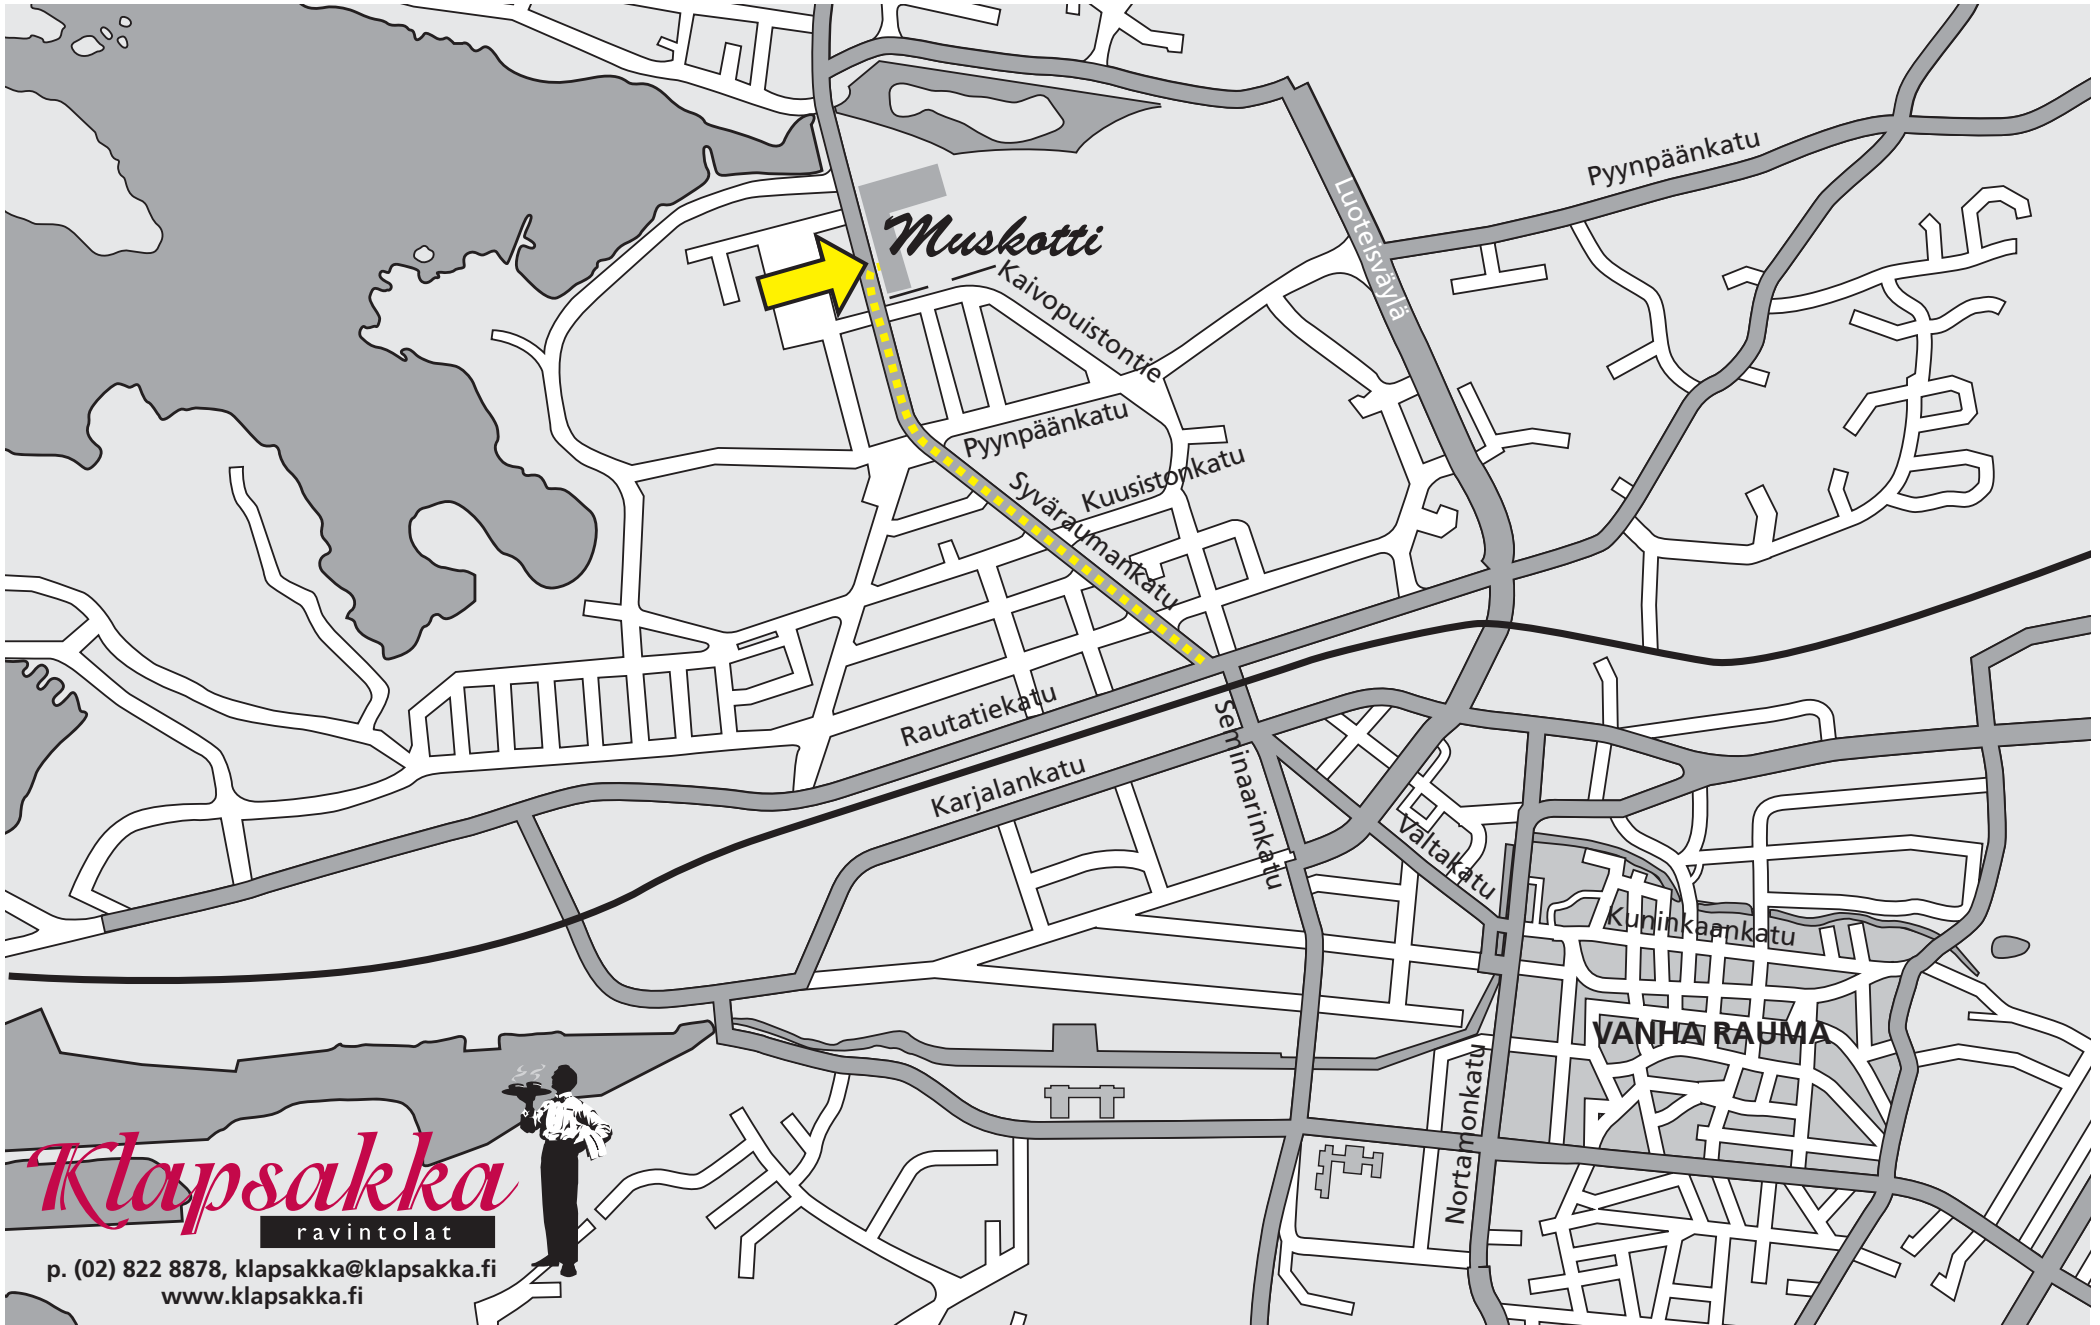 Pyynpäänkatu
Luoteisväylä
Muskotti
Kaivopuistontie
Pyynpäänkatu
Kuusistonkatu
Syväraumankatu
Rautatiekatu
Seminaarinkatu
Karjalankatu
Valtakatu
Kuninkaankatu
VANHA RAUMA
Nortamonkatu
Klapsakka
ravintolat
p. (02) 822 8878, klapsakka@klapsakka.fi
www.klapsakka.fi